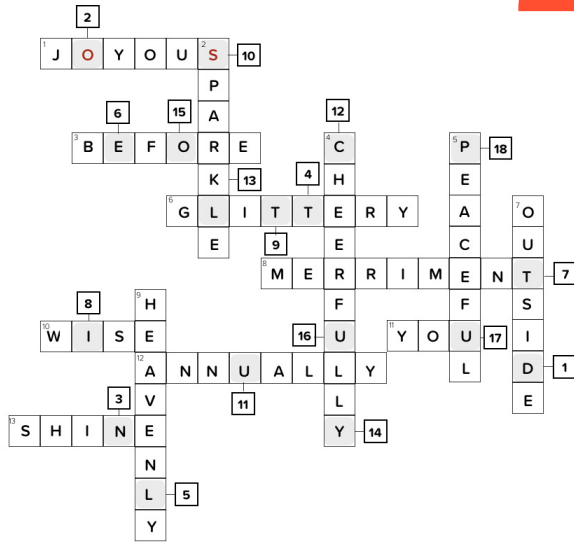 2
1 J O Y O U 2 S 10
P
6 15 A 12
3 B E F O R E 4 C 5 P 18
K 13 4 H E
6 G L I T T E R Y A 7 O
E 9 E C U
8 M E R R I M E N T 7
8 9 H F F S
10 W I S E 16 U 11 Y O U 17 I
12 A N N U A L L Y L D 1
3 V 11 L E
13 S H I N E Y 14
N
L 5
Y